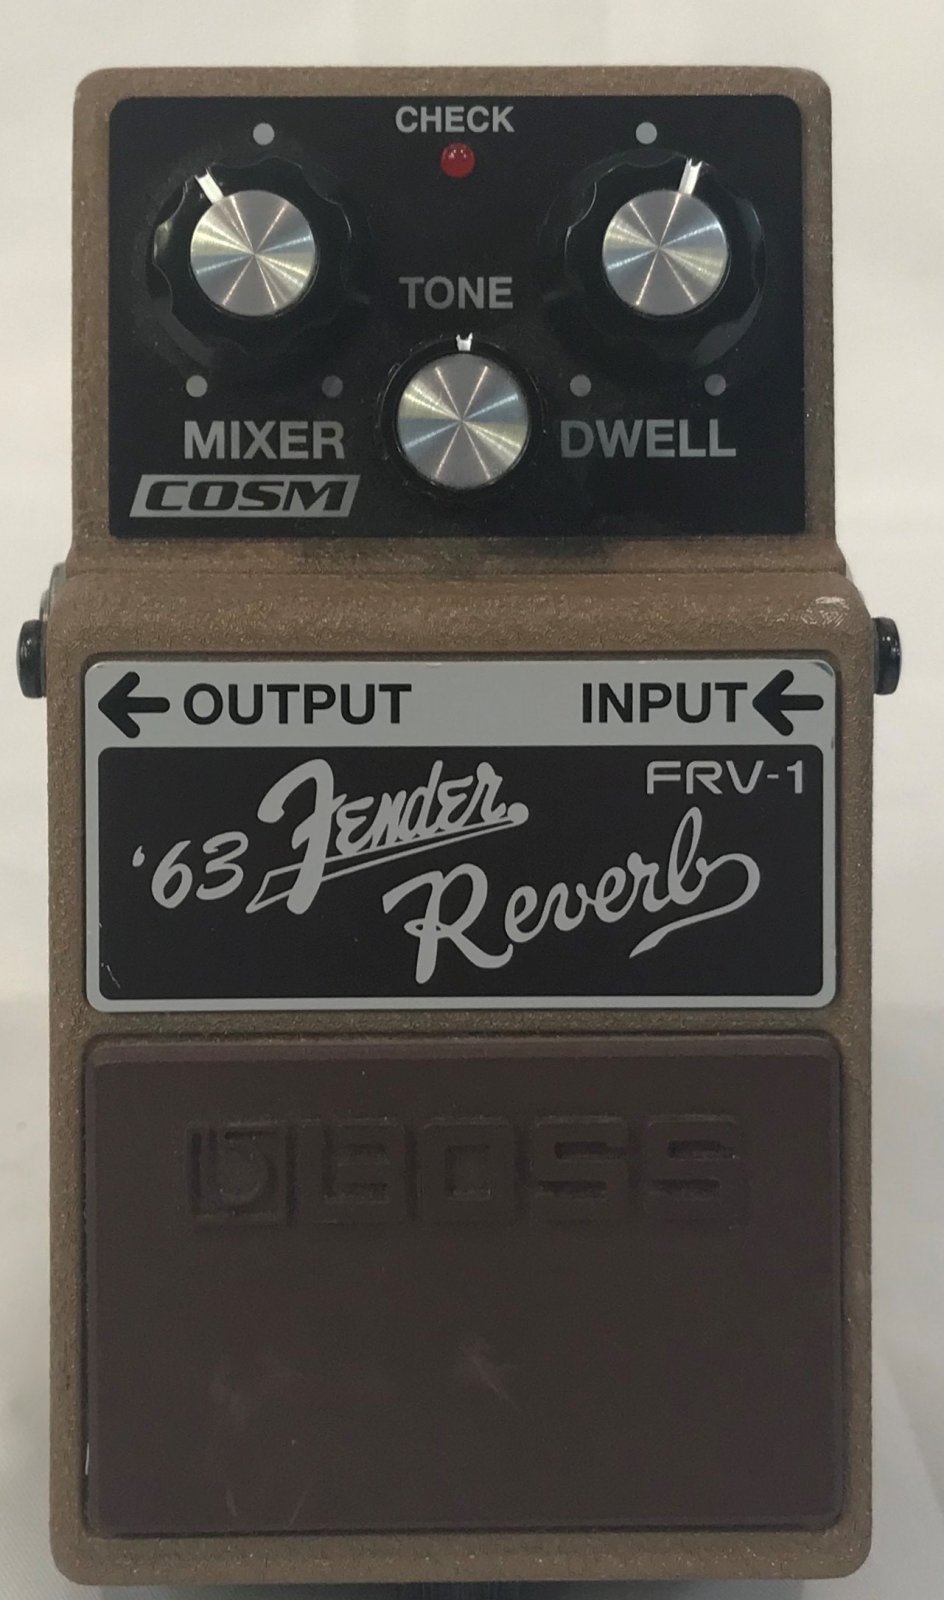 CHECK
TONE
MIXER
DWELL
COSM
OUTPUT
INPUT
FRV-1
'63 Fender
Reverb
BOSS